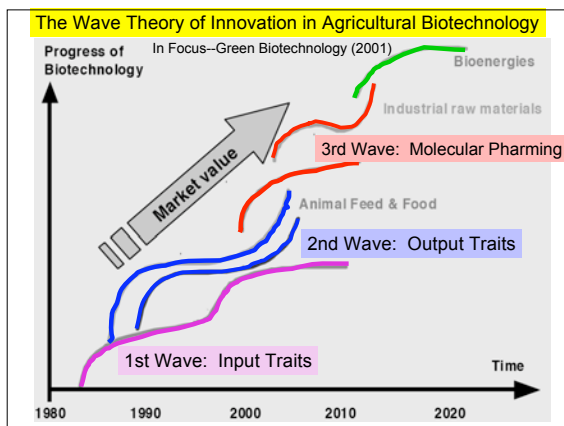 The Wave Theory of Innovation in Agricultural Biotechnology
In Focus--Green Biotechnology (2001)
Progress of
Biotechnology
Bioenergies
Industrial raw materials
3rd Wave: Molecular Pharming
Market value
Animal Feed & Food
2nd Wave: Output Traits
1st Wave: Input Traits
Time
1980 1990 2000 2010 2020